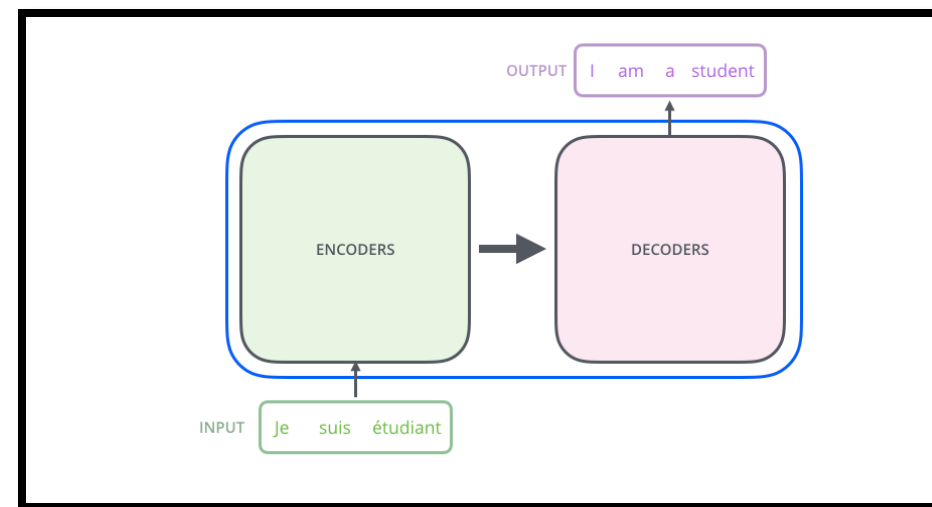 OUTPUT I am a student
ENCODERS DECODERS
INPUT Je suis étudiant